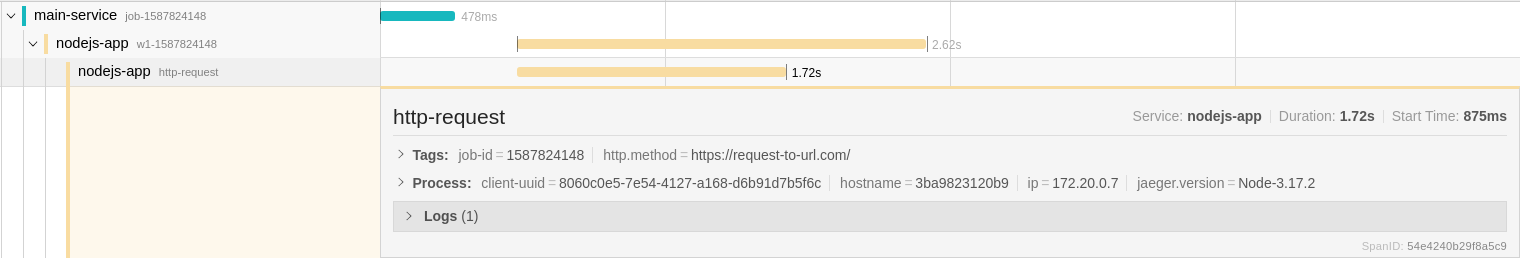 main-service job-1587824148 478ms
nodejs-app w1-1587824148 2.62s
nodejs-app http-request 1.72s
http-request Service: nodejs-app Duration: 1.72s Start Time: 875ms
Tags: job-id = 1587824148 http.method = https://request-to-url.com/
Process: client-uuid = 8060c0e5-7e54-4127-a168-d6b91d7b5f6c hostname = 3ba9823120b9 ip = 172.20.0.7 jaeger.version = Node-3.17.2
Logs (1)
SpanID: 54e4240b29f8a5c9